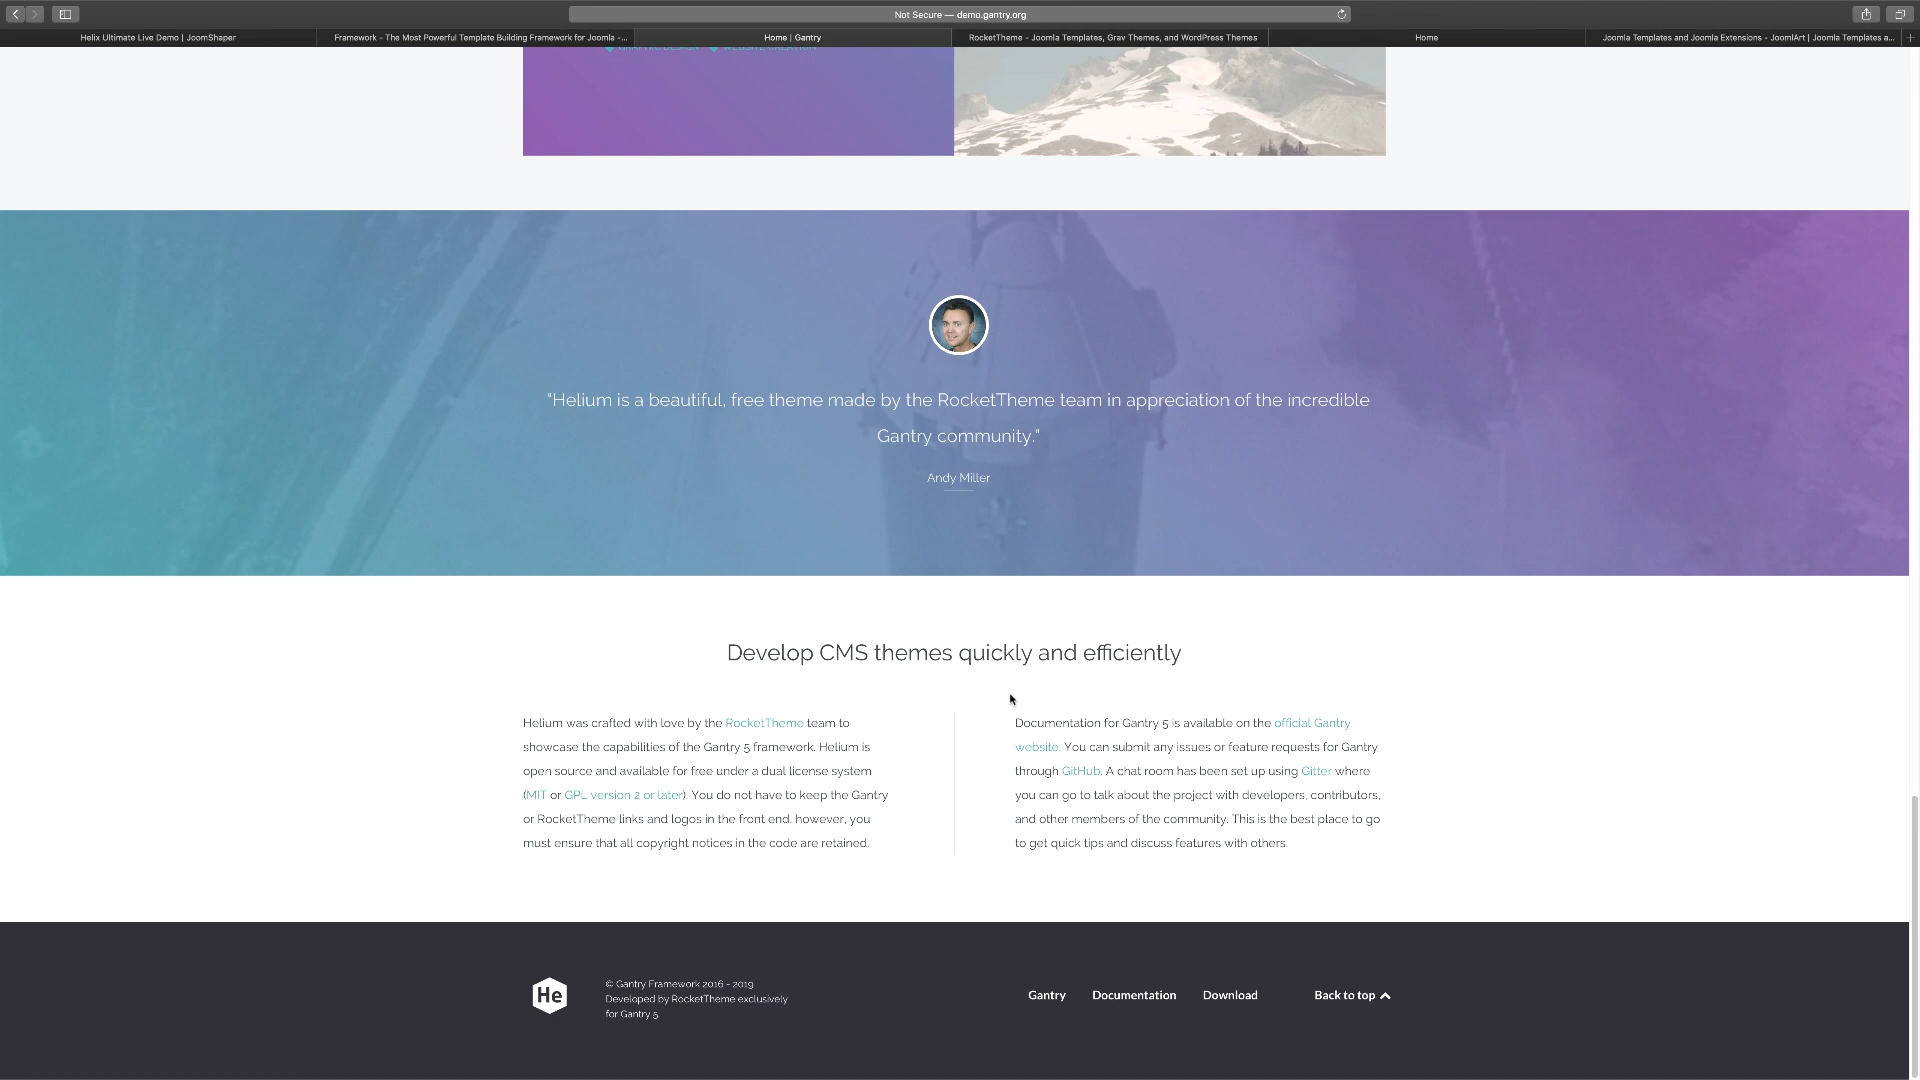 Not Secure — demo.gantry.org
Helix Ultimate Live Demo | JoomShaper
Framework - The Most Powerful Template Building Framework for Joomla -...
Home | Gantry
RocketTheme - Joomla Templates, Grav Themes, and WordPress Themes
Home
Joomla Templates and Joomla Extensions - JoomlArt | Joomla Templates a...
"Helium is a beautiful, free theme made by the RocketTheme team in appreciation of the incredible
Gantry community."
Andy Miller
Develop CMS themes quickly and efficiently
Helium was crafted with love by the RocketTheme team to
showcase the capabilities of the Gantry 5 framework. Helium is
open source and available for free under a dual license system
(MIT or GPL version 2 or later). You do not have to keep the Gantry
or RocketTheme links and logos in the front end, however, you
must ensure that all copyright notices in the code are retained.
Documentation for Gantry 5 is available on the official Gantry
website. You can submit any issues or feature requests for Gantry
through GitHub. A chat room has been set up using Gitter where
you can go to talk about the project with developers, contributors,
and other members of the community. This is the best place to go
to get quick tips and discuss features with others.
He
© Gantry Framework 2016 - 2019
Developed by RocketTheme exclusively
for Gantry 5
Gantry
Documentation
Download
Back to top